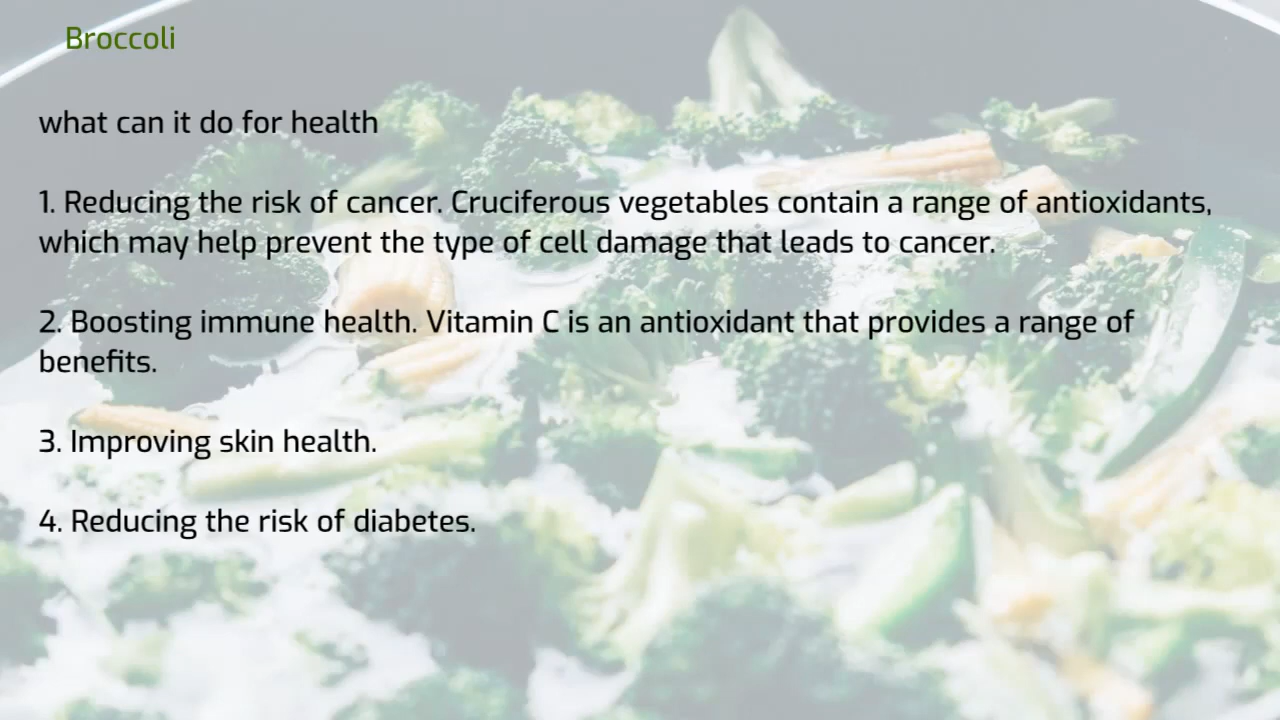 Broccoli
what can it do for health
1. Reducing the risk of cancer. Cruciferous vegetables contain a range of antioxidants,
which may help prevent the type of cell damage that leads to cancer.
2. Boosting immune health. Vitamin C is an antioxidant that provides a range of
benefits.
3. Improving skin health.
4. Reducing the risk of diabetes.